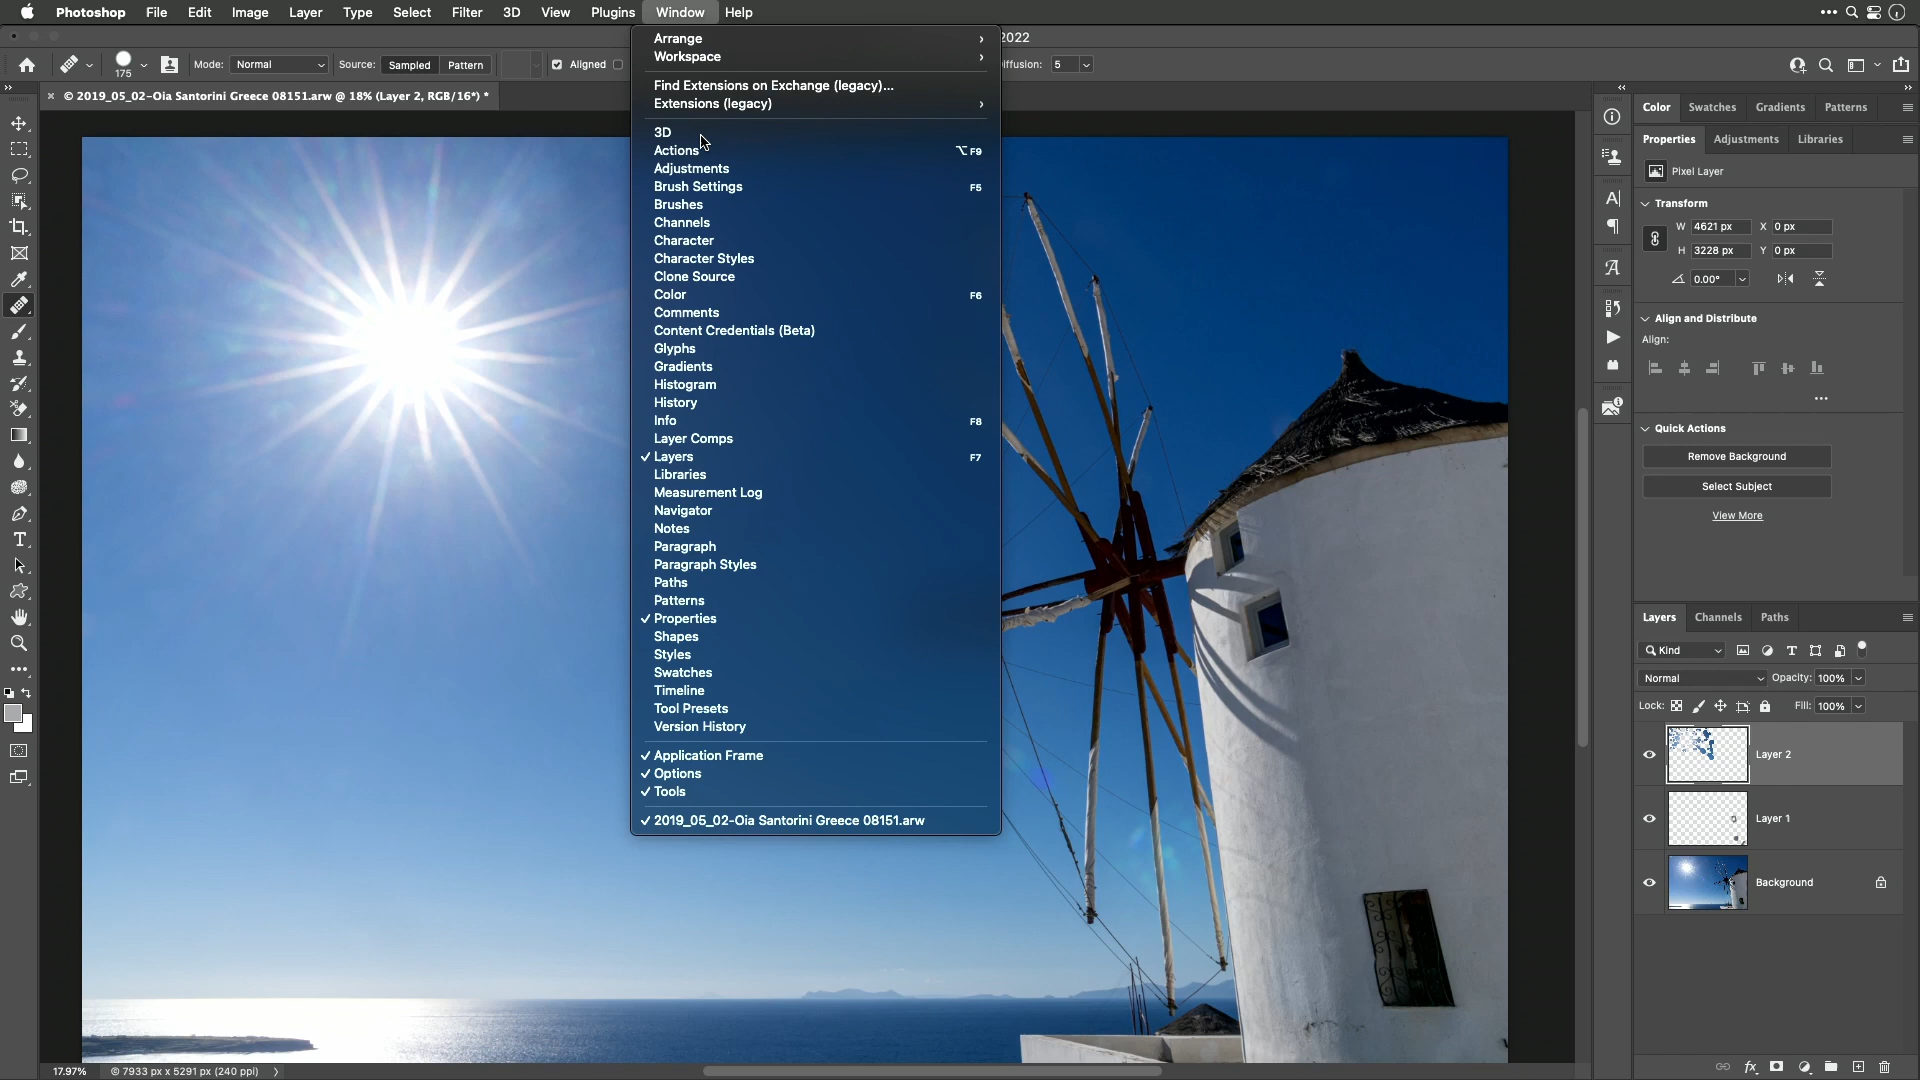 Photoshop File Edit Image Layer Type Select Filter 3D View Plugins Window Help
2022
175 Mode: Normal Source: Sampled Pattern Aligned iffusion: 5
© 2019_05_02-Oia Santorini Greece 08151.arw @ 18% (Layer 2, RGB/16*) *
Arrange
Workspace
Find Extensions on Exchange (legacy)...
Extensions (legacy)
3D
Actions ⌥ F9
Adjustments
Brush Settings F5
Brushes
Channels
Character
Character Styles
Clone Source
Color F6
Comments
Content Credentials (Beta)
Glyphs
Gradients
Histogram
History
Info F8
Layer Comps
✓ Layers F7
Libraries
Measurement Log
Navigator
Notes
Paragraph
Paragraph Styles
Paths
Patterns
✓ Properties
Shapes
Styles
Swatches
Timeline
Tool Presets
Version History
✓ Application Frame
✓ Options
✓ Tools
✓ 2019_05_02-Oia Santorini Greece 08151.arw
Color Swatches Gradients Patterns
Properties Adjustments Libraries
Pixel Layer
Transform
W 4621 px X 0 px
H 3228 px Y 0 px
0.00°
Align and Distribute
Align:
Quick Actions
Remove Background
Select Subject
View More
Layers Channels Paths
Kind
Normal Opacity: 100%
Lock: Fill: 100%
Layer 2
Layer 1
Background
17.97% © 7933 px x 5291 px (240 ppi)